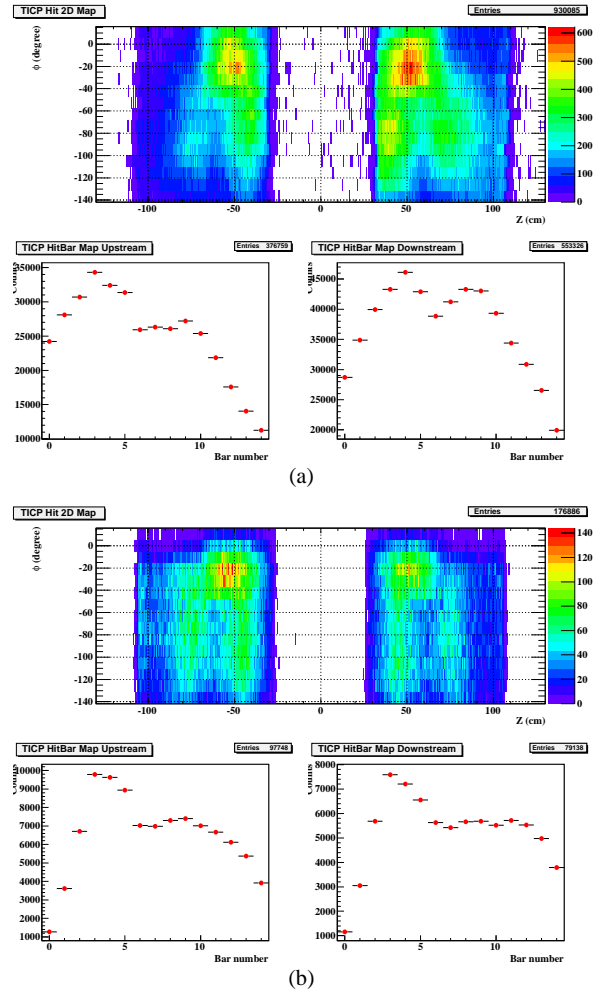 TICP Hit 2D Map
Entries 930085
ϕ (degree)
0
-20
-40
-60
-80
-100
-120
-140
-100 -50 0 50 100
Z (cm)
600
500
400
300
200
100
0
TICP HitBar Map Upstream
Entries 376759
Counts
35000
30000
25000
20000
15000
10000
0 5 10
Bar number
TICP HitBar Map Downstream
Entries 553326
Counts
45000
40000
35000
30000
25000
20000
0 5 10
Bar number
(a)
TICP Hit 2D Map
Entries 176886
ϕ (degree)
0
-20
-40
-60
-80
-100
-120
-140
-100 -50 0 50 100
Z (cm)
140
120
100
80
60
40
20
0
TICP HitBar Map Upstream
Entries 97748
Counts
10000
9000
8000
7000
6000
5000
4000
3000
2000
1000
0 5 10
Bar number
TICP HitBar Map Downstream
Entries 79138
Counts
8000
7000
6000
5000
4000
3000
2000
1000
0 5 10
Bar number
(b)